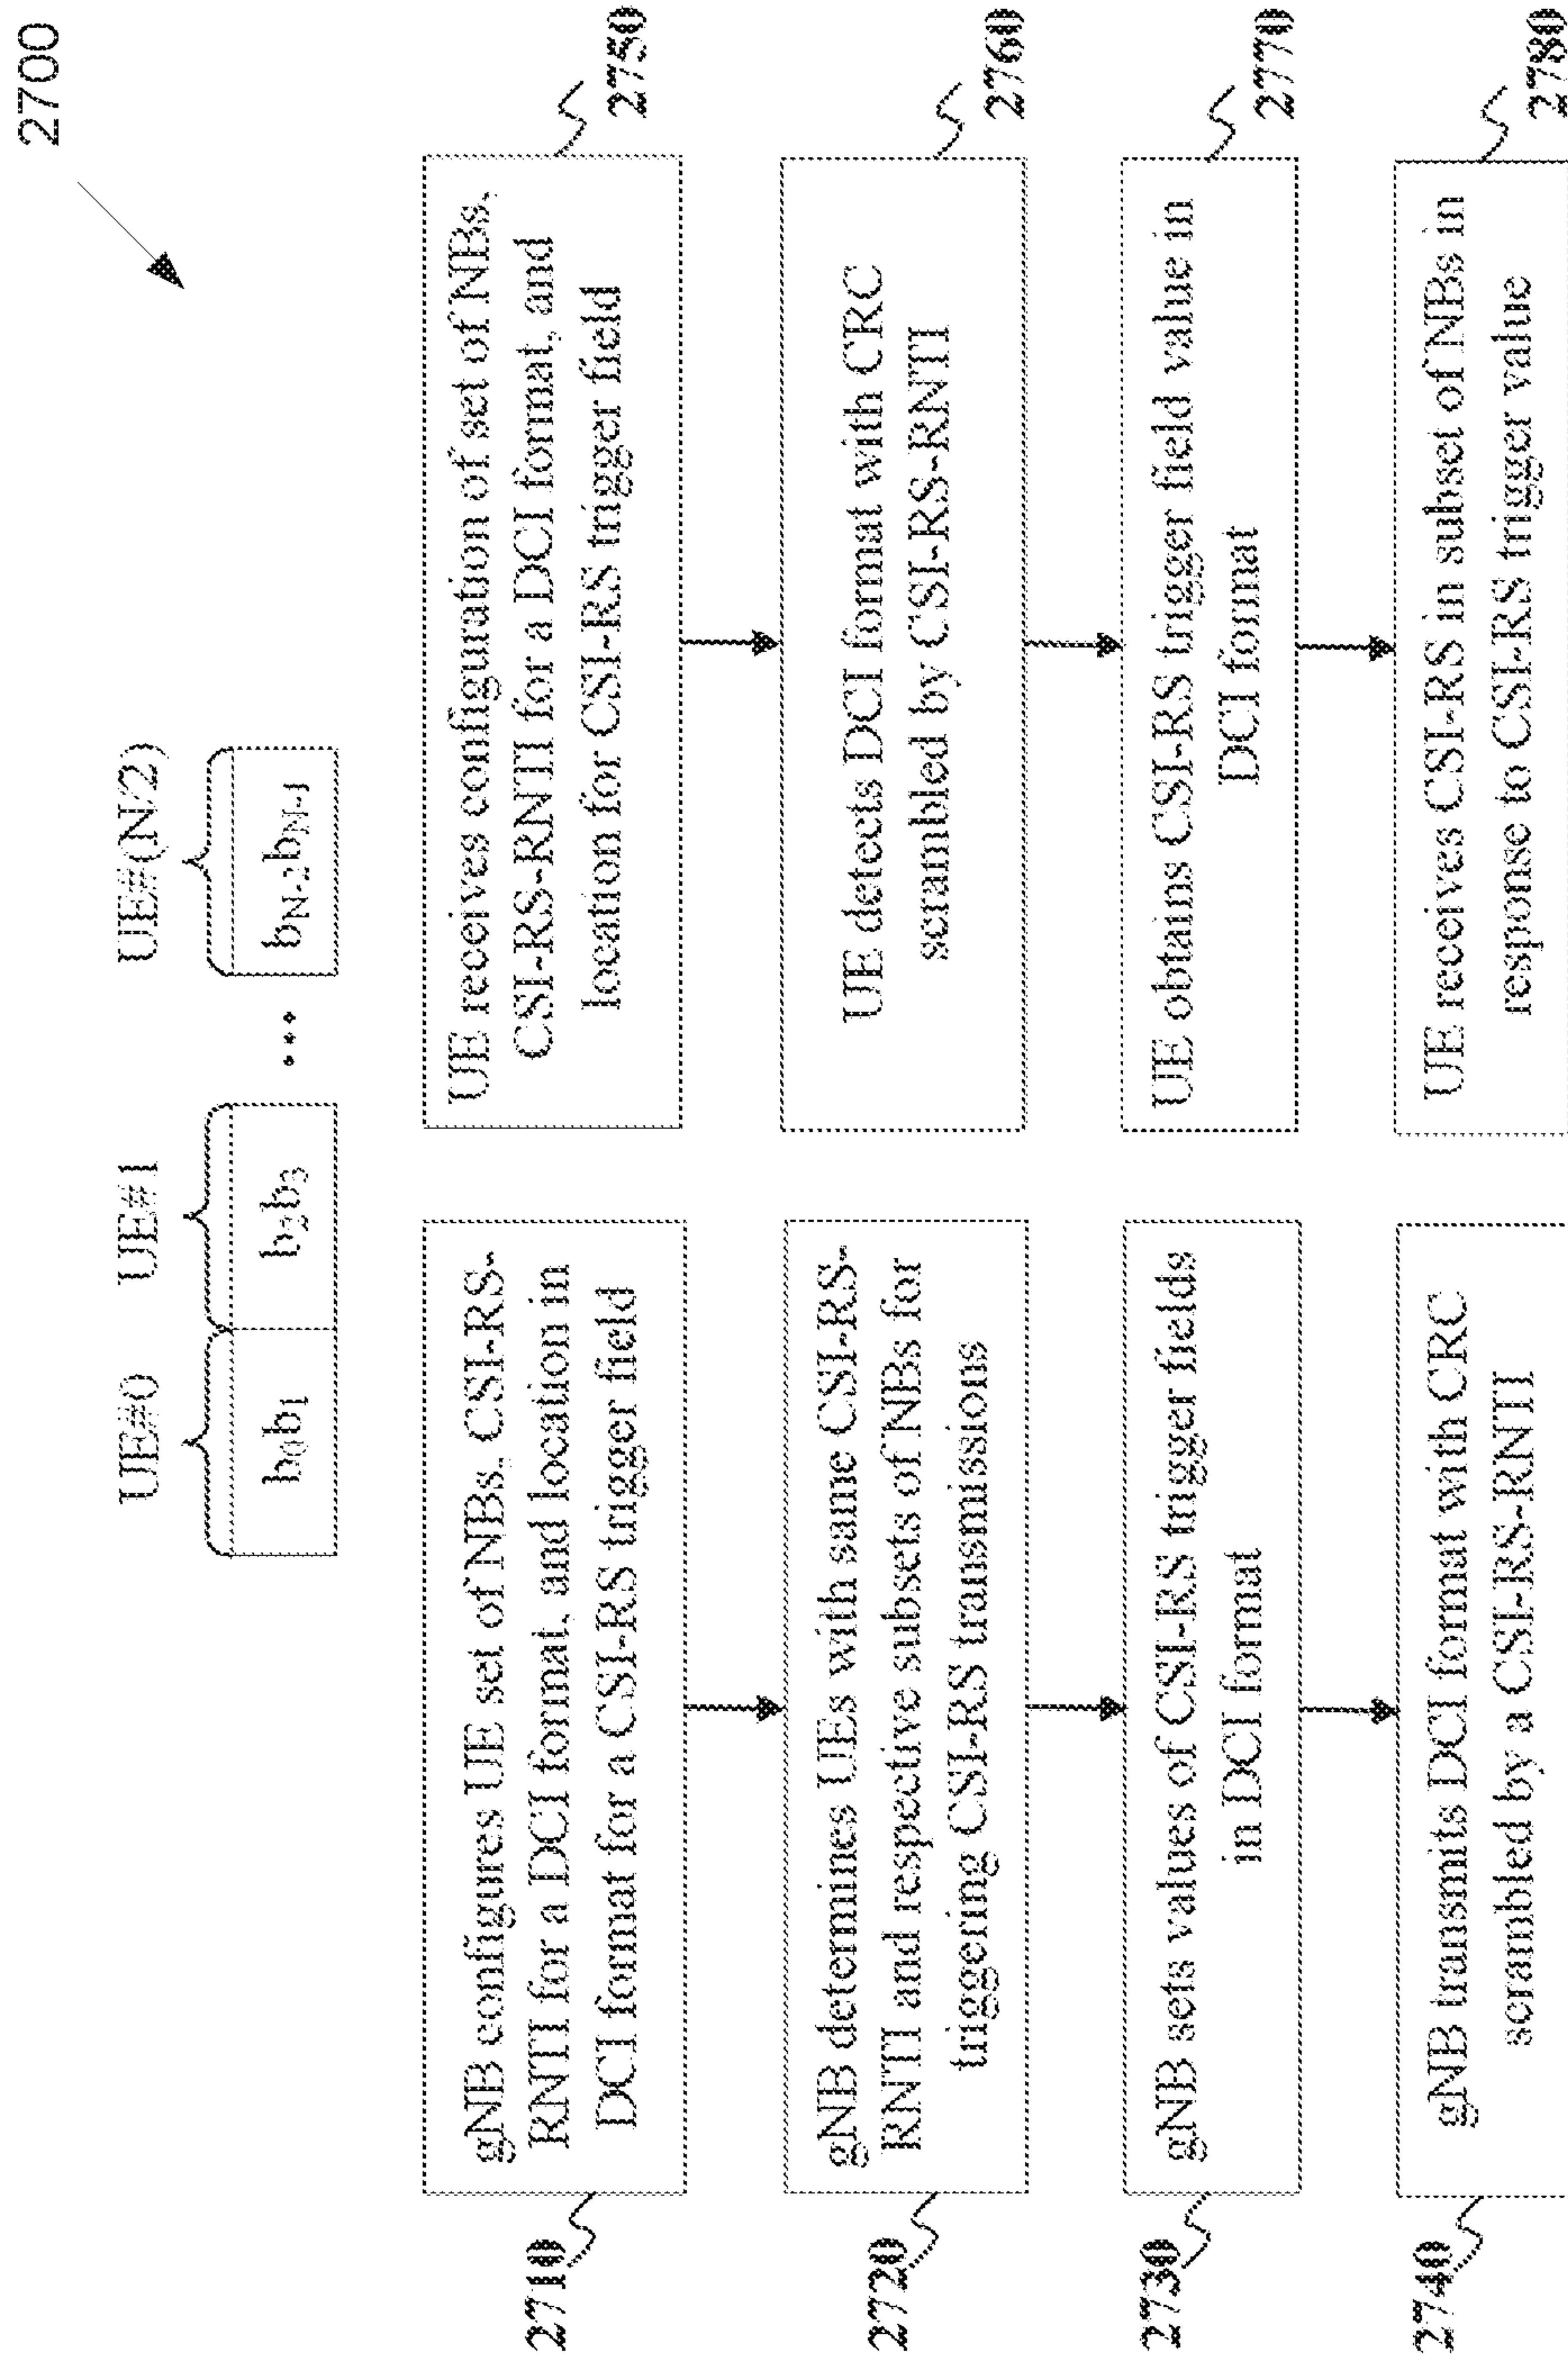 2700
UE#0 UE#1 UE#(N/2)
b0b1 b2b3 ••• bN-2bN-1
2710
gNB configures UE set of NBs, CSI-RS-
RNTI for a DCI format, and location in
DCI format for a CSI-RS trigger field
2720
gNB determines UEs with same CSI-RS-
RNTI and respective subsets of NBs for
triggering CSI-RS transmissions
2730
gNB sets values of CSI-RS trigger fields
in DCI format
2740
gNB transmits DCI format with CRC
scrambled by a CSI-RS-RNTI
UE receives configuration of set of NBs,
CSI-RS-RNTI for a DCI format, and
location for CSI-RS trigger field
2750
UE detects DCI format with CRC
scrambled by CSI-RS-RNTI
2760
UE obtains CSI-RS trigger field value in
DCI format
2770
UE receives CSI-RS in subset of NBs in
response to CSI-RS trigger value
2780